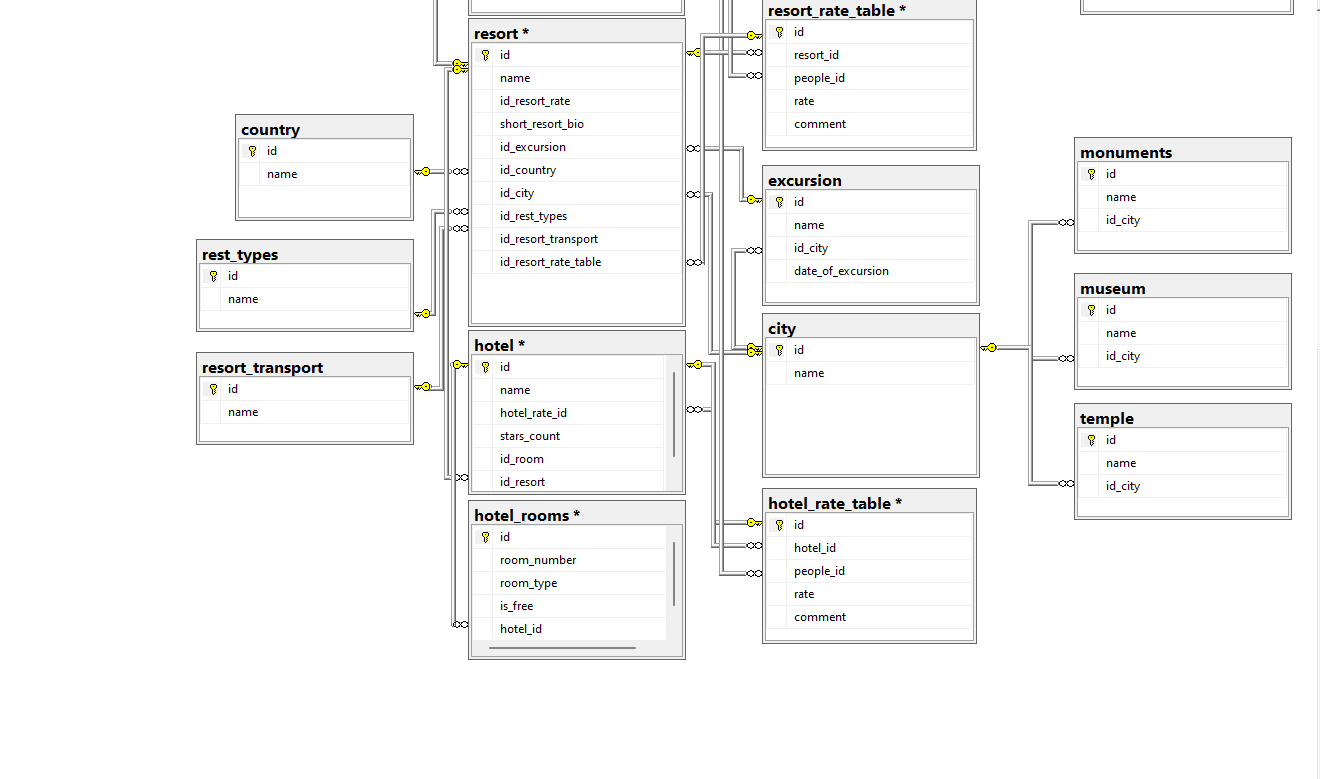 resort *
id
name
id_resort_rate
short_resort_bio
id_excursion
id_country
id_city
id_rest_types
id_resort_transport
id_resort_rate_table
resort_rate_table *
id
resort_id
people_id
rate
comment
country
id
name
rest_types
id
name
resort_transport
id
name
excursion
id
name
id_city
date_of_excursion
city
id
name
monuments
id
name
id_city
museum
id
name
id_city
temple
id
name
id_city
hotel *
id
name
hotel_rate_id
stars_count
id_room
id_resort
hotel_rooms *
id
room_number
room_type
is_free
hotel_id
hotel_rate_table *
id
hotel_id
people_id
rate
comment